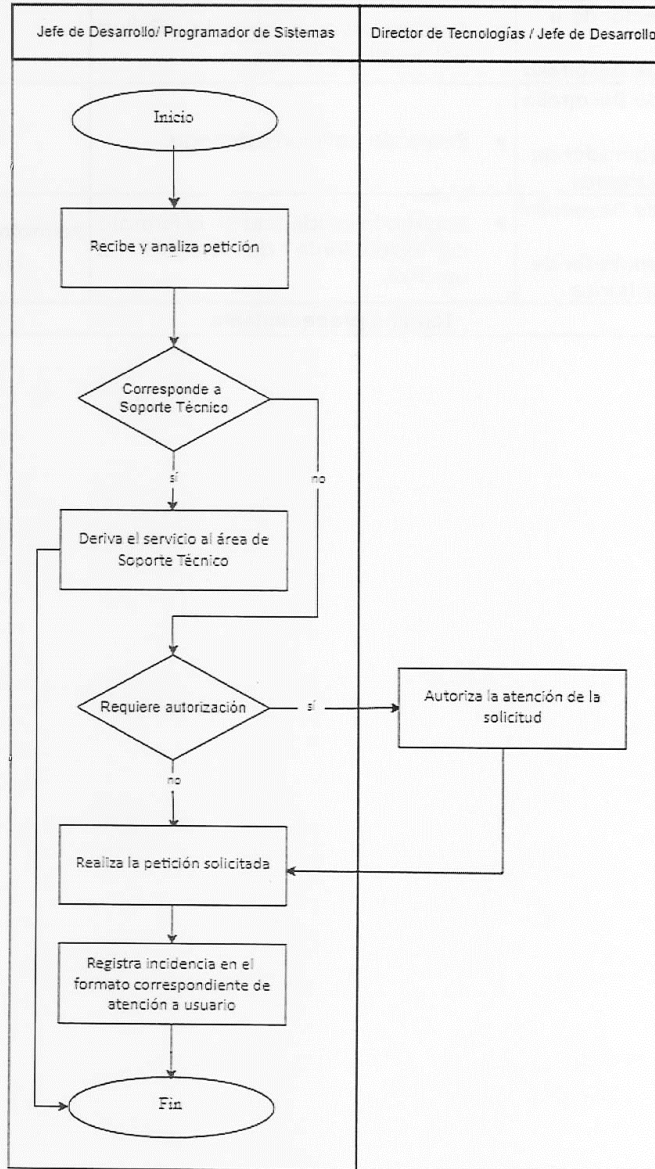 Jefe de Desarrollo/ Programador de Sistemas
Director de Tecnologías / Jefe de Desarrollo
Inicio
Recibe y analiza petición
Corresponde a
Soporte Técnico
sí
no
Deriva el servicio al área de
Soporte Técnico
Requiere autorización
sí
Autoriza la atención de la
solicitud
no
Realiza la petición solicitada
Registra incidencia en el
formato correspondiente de
atención a usuario
Fin